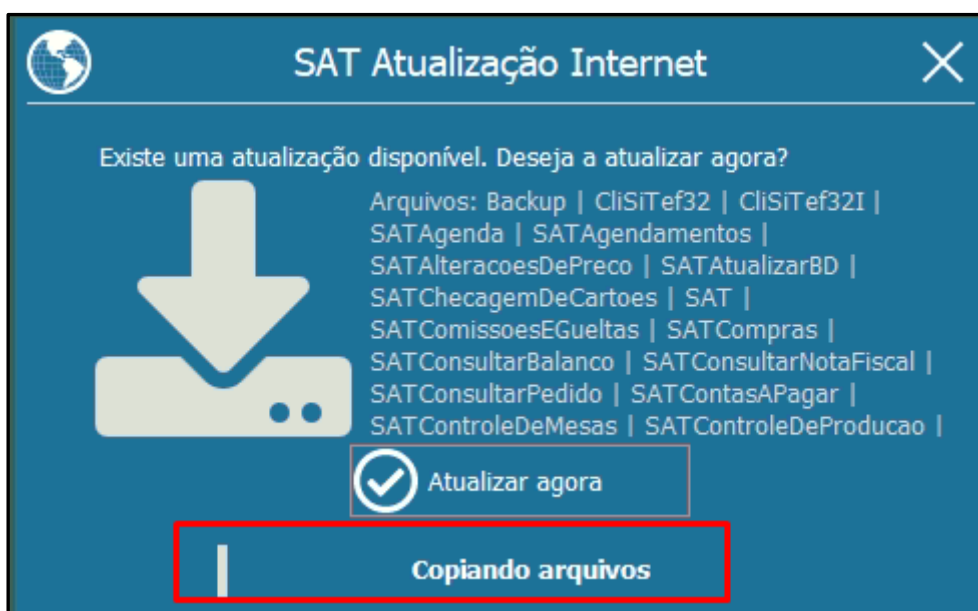 SAT Atualização Internet
Existe uma atualização disponível. Deseja a atualizar agora?
Arquivos: Backup | CliSiTef32 | CliSiTef32I |
SATAgenda | SATAgendamentos |
SATAlteracoesDePreco | SATAtualizarBD |
SATChecagemDeCartoes | SAT |
SATComissoesEGueltas | SATCompras |
SATConsultarBalanco | SATConsultarNotaFiscal |
SATConsultarPedido | SATContasAPagar |
SATControleDeMesas | SATControleDeProducao |
Atualizar agora
Copiando arquivos